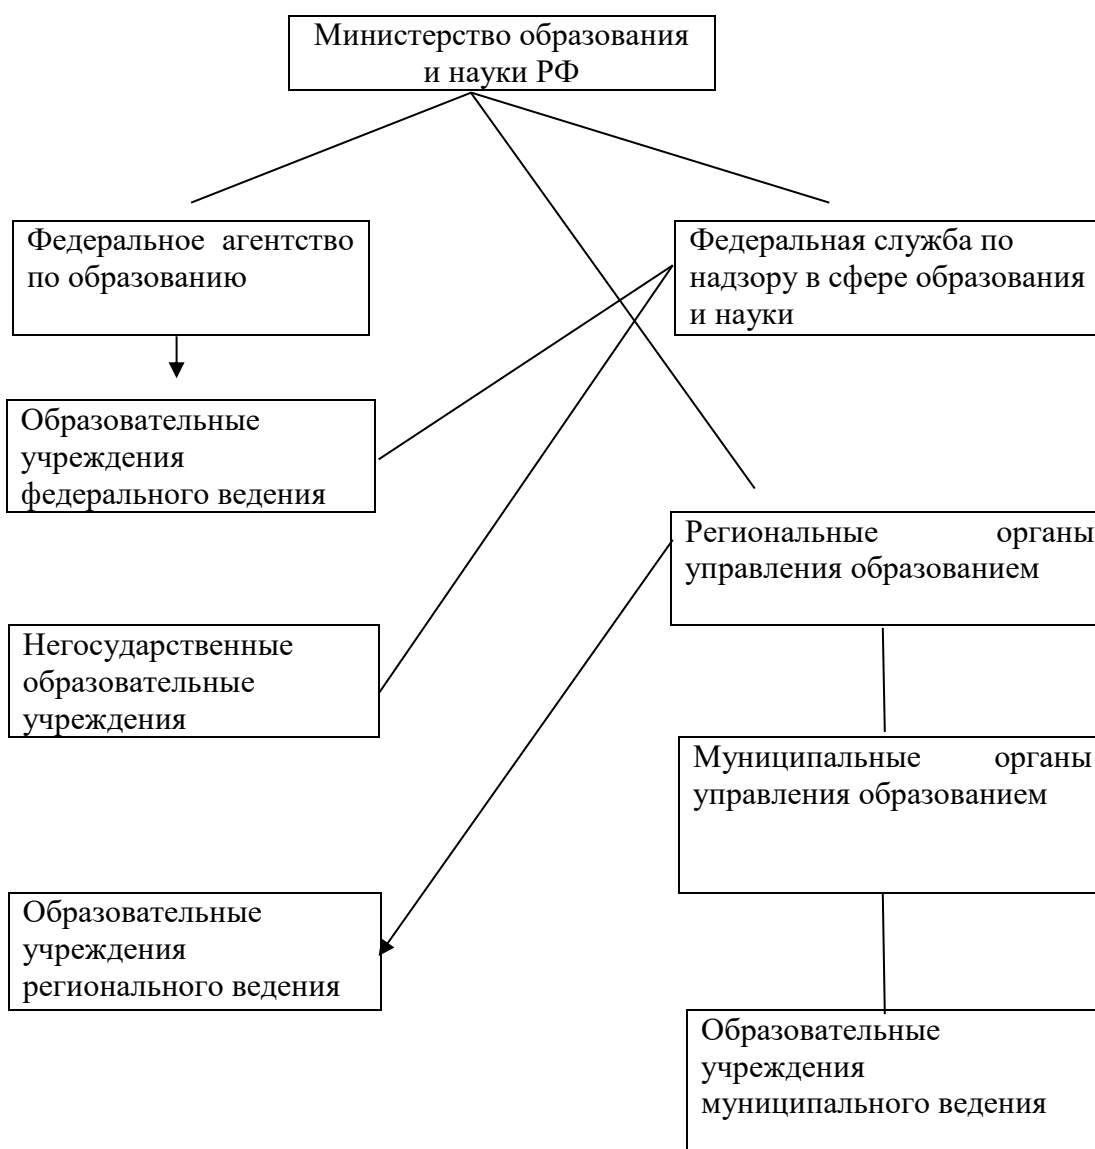 Министерство образования
и науки РФ
Федеральное агентство
по образованию
Федеральная служба по
надзору в сфере образования
и науки
Образовательные
учреждения
федерального ведения
Региональные органы
управления образованием
Негосударственные
образовательные
учреждения
Муниципальные органы
управления образованием
Образовательные
учреждения
регионального ведения
Образовательные
учреждения
муниципального ведения